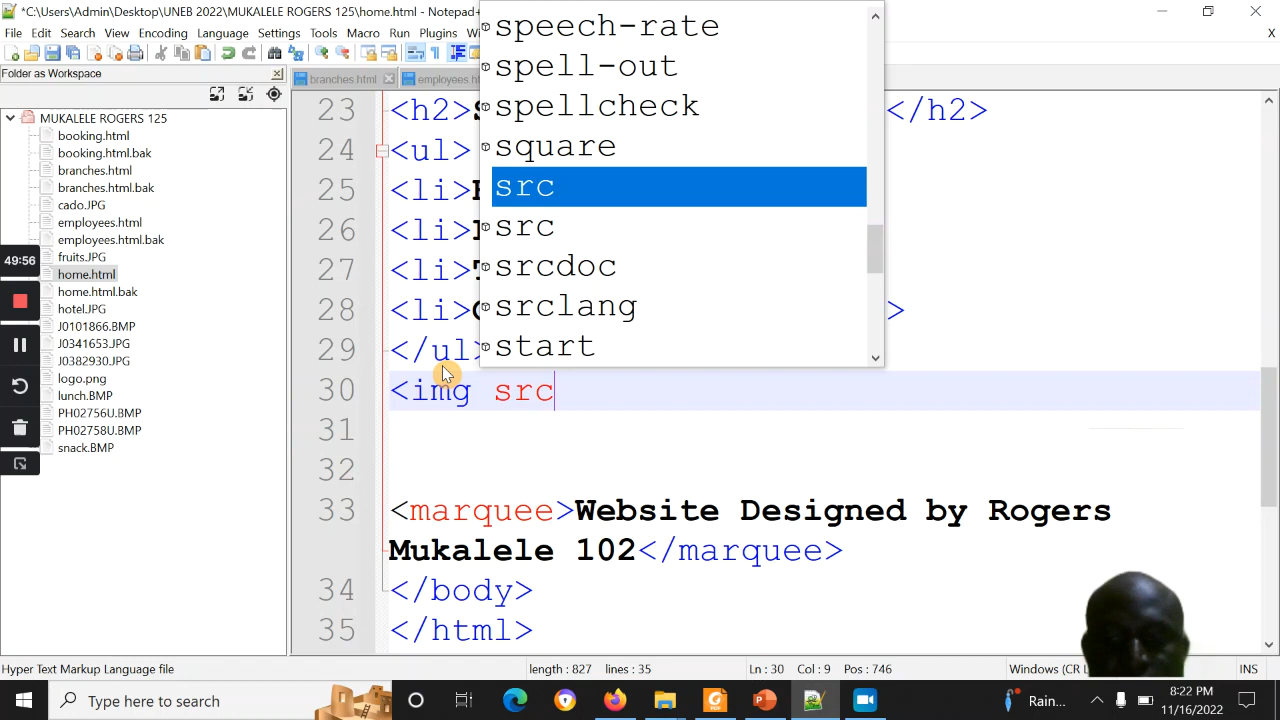 *C:\Users\Admin\Desktop\UNEB 2022\MUKALELE ROGERS 125\home.html - Notepad+
File Edit Search View Encoding Language Settings Tools Macro Run Plugins
Folder as Workspace
MUKALELE ROGERS 125
booking.html
booking.html.bak
branches.html
branches.html.bak
cado.JPG
employees.html
employees.html.bak
fruits.JPG
home.html
home.html.bak
hotel.JPG
J0101866.BMP
J0341653.JPG
J0382930.JPG
logo.png
lunch.BMP
PH02756U.BMP
PH02758U.BMP
snack.BMP
49:56
branches.html employees.ht
speech-rate
spell-out
spellcheck
square
src
src
srcdoc
srclang
start
23 <h2> </h2>
24 <ul>
25 <li>
26 <li>
27 <li>
28 <li> >
29 </ul>
30 <img src
31
32
33 <marquee>Website Designed by Rogers
Mukalele 102</marquee>
34 </body>
35 </html>
Hyper Text Markup Language file length : 827 lines : 35 Ln : 30 Col : 9 Pos : 746 Windows (CR L INS
Type here to search
Rain...
8:22 PM
11/16/2022